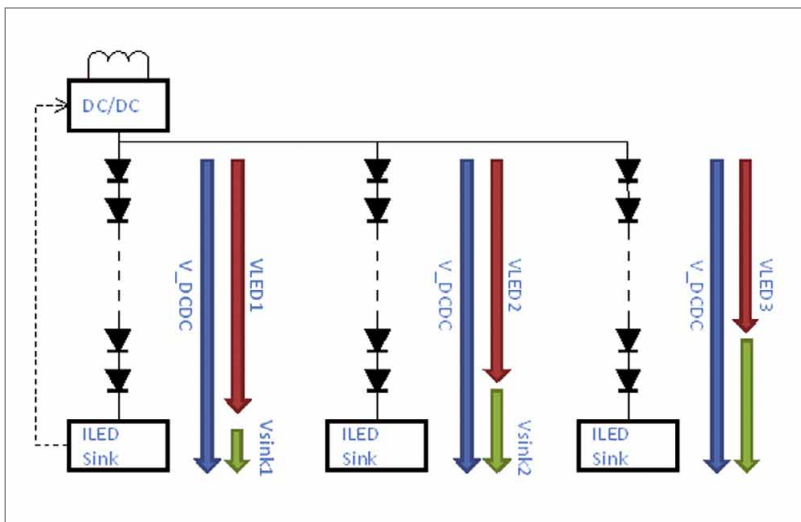 DC/DC
V_DCDC
VLED1
Vsink1
V_DCDC
VLED2
Vsink2
V_DCDC
VLED3
ILED
Sink
ILED
Sink
ILED
Sink